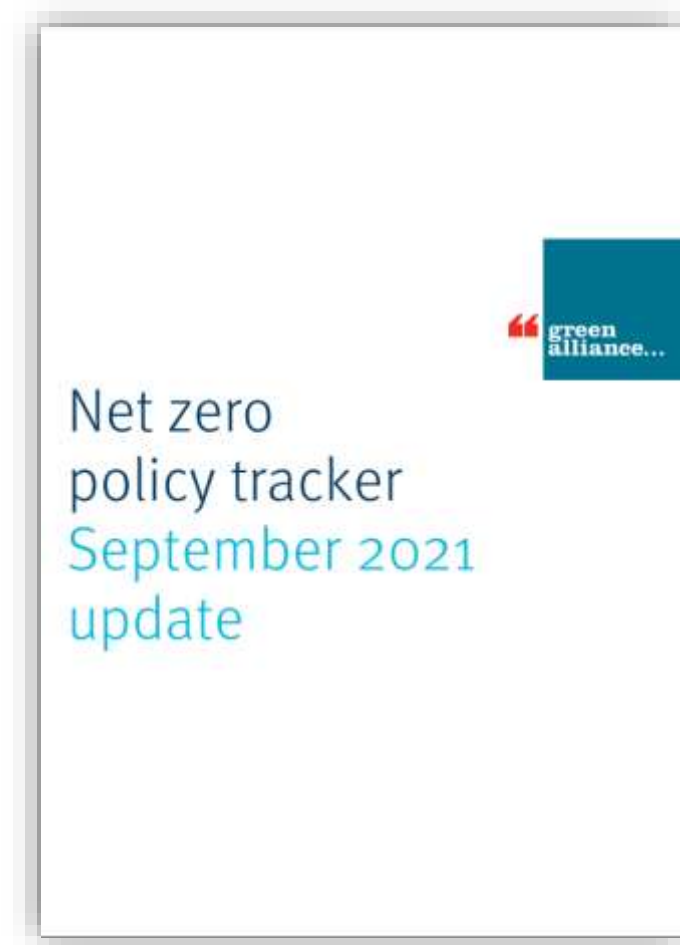 ❝ green
alliance...
Net zero
policy tracker
September 2021
update